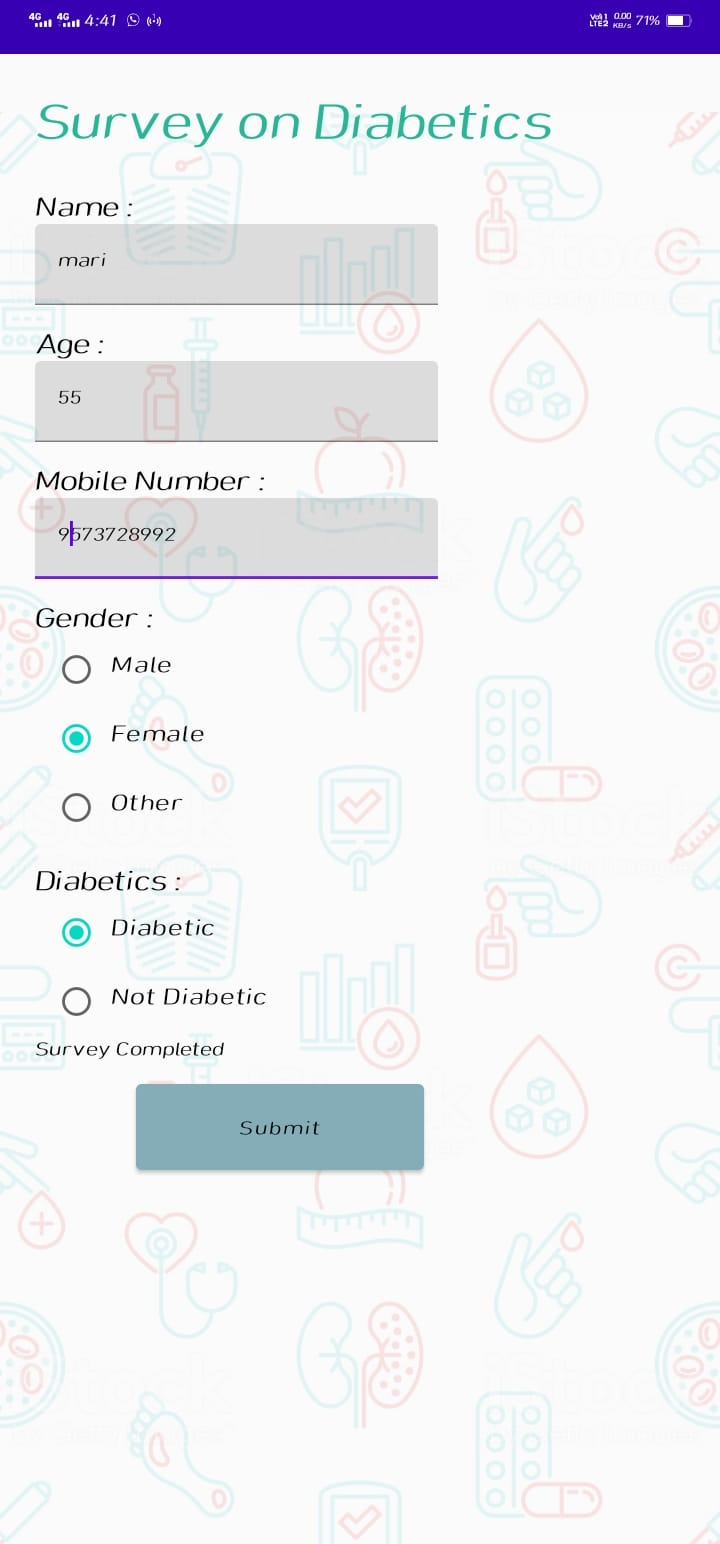 4G 4G 4:41 Vo) 1 LTE2 0.00 KB/S 71%
Survey on Diabetics
Name :
mari
Age :
55
Mobile Number :
9573728992
Gender :
Male
Female
Other
Diabetics :
Diabetic
Not Diabetic
Survey Completed
Submit